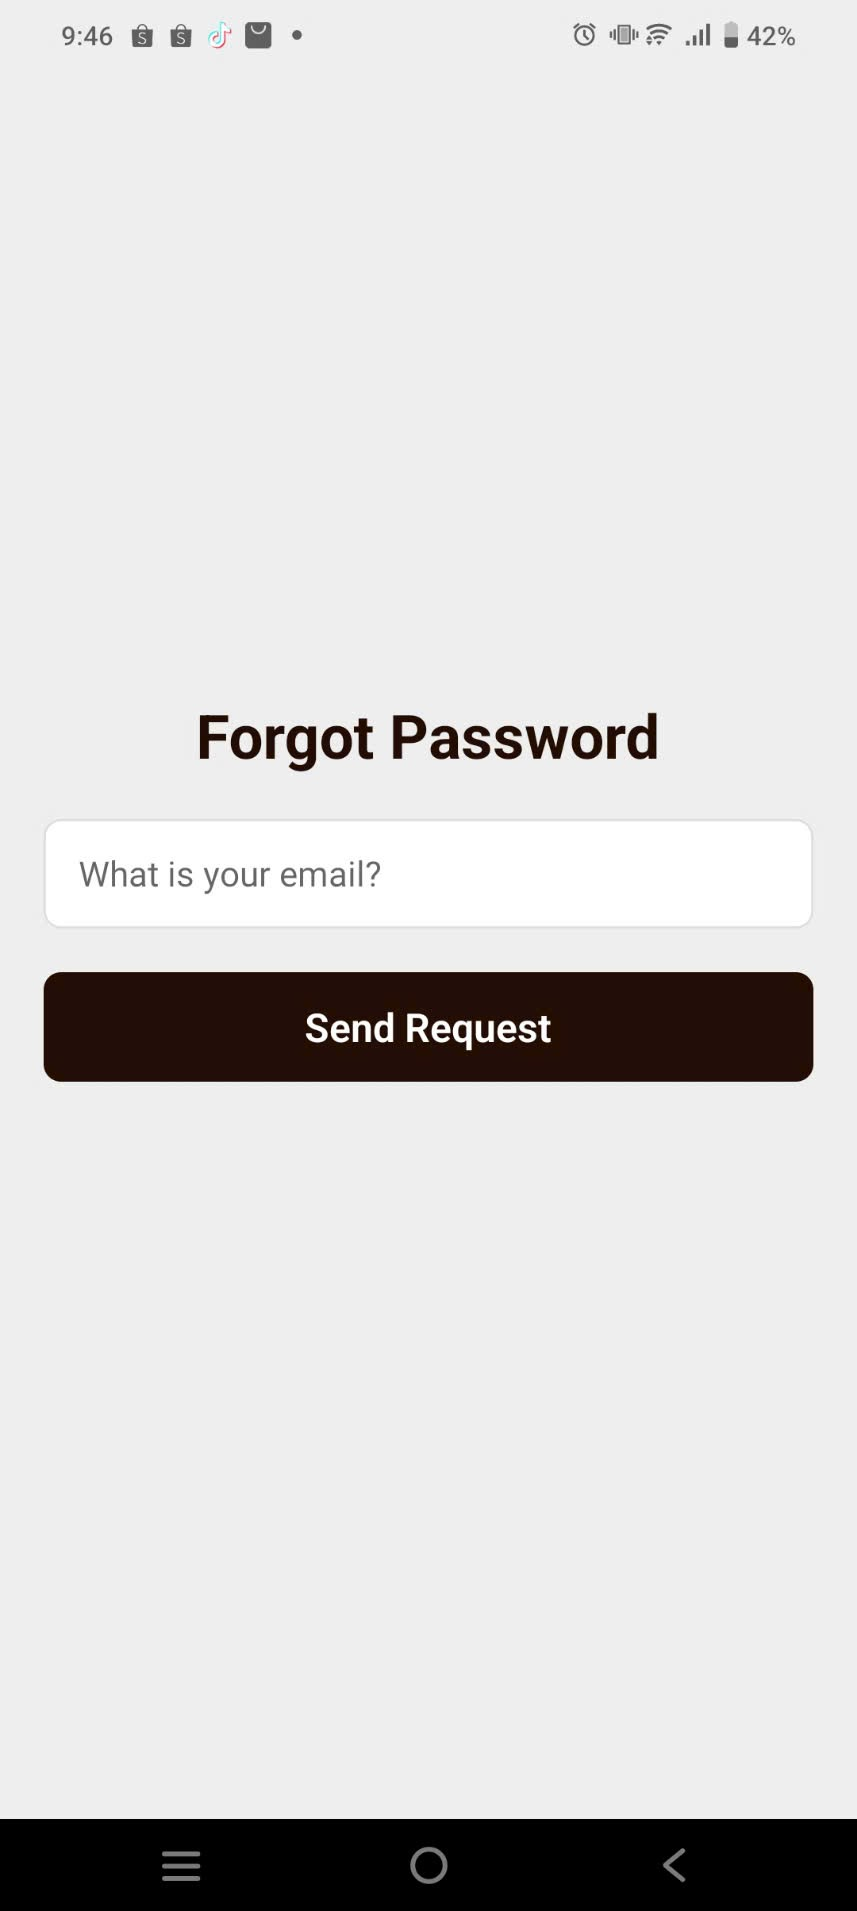 9:46
42%
Forgot Password
What is your email?
Send Request